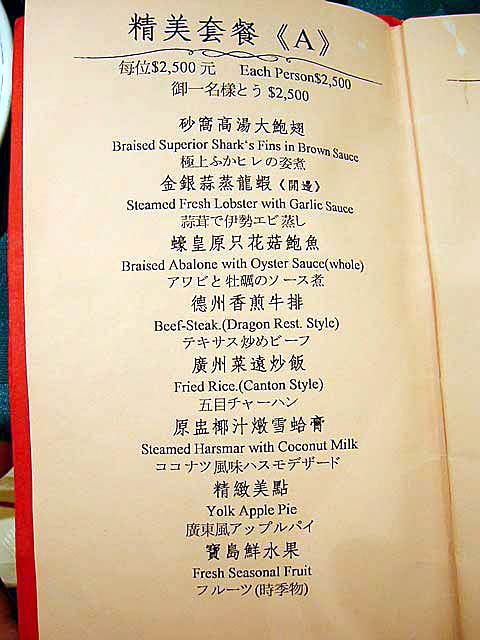 精美套餐《A》
每位$2,500元 Each Person$2,500
御一名樣とう $2,500
砂窩高湯大鮑翅
Braised Superior Shark's Fins in Brown Sauce
極上ふかヒレの姿煮
金銀蒜蒸龍蝦《開邊》
Steamed Fresh Lobster with Garlic Sauce
蒜茸で伊勢エビ蒸し
蠔皇原只花菇鮑魚
Braised Abalone with Oyster Sauce(whole)
アワビと牡蠣のソース煮
德州香煎牛排
Beef-Steak.(Dragon Rest. Style)
テキサス炒めビーフ
廣州菜遠炒飯
Fried Rice.(Canton Style)
五目チャーハン
原盅椰汁燉雪蛤膏
Steamed Harsmar with Coconut Milk
ココナツ風味ハスモデザード
精緻美點
Yolk Apple Pie
廣東風アップルパイ
寶島鮮水果
Fresh Seasonal Fruit
フルーツ(時季物)